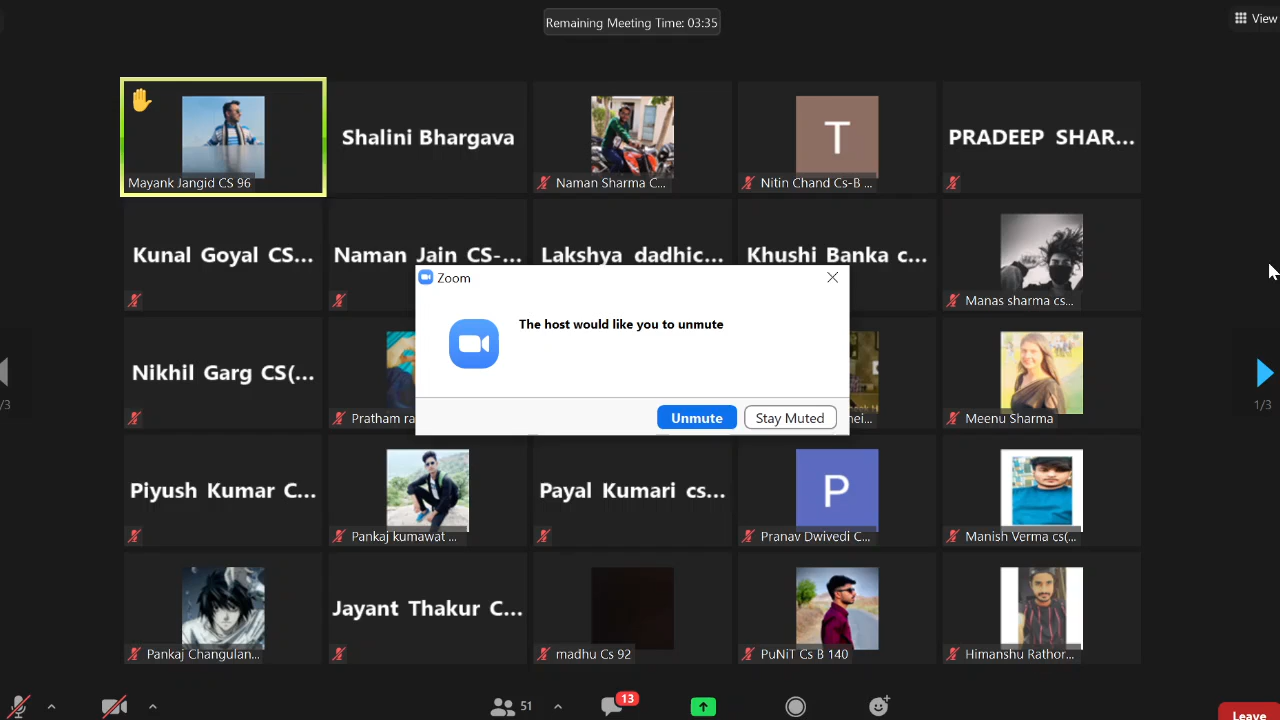 Remaining Meeting Time: 03:35
View
Mayank Jangid CS 96
Shalini Bhargava
Naman Sharma C...
T
Nitin Chand Cs-B ...
PRADEEP SHAR...
Kunal Goyal CS...
Naman Jain CS-...
Lakshya dadhic...
Khushi Banka c...
Manas sharma cs...
Zoom
The host would like you to unmute
Unmute
Stay Muted
Nikhil Garg CS(...
Pratham ra
Meenu Sharma
/3
1/3
Piyush Kumar C...
Pankaj kumawat ...
Payal Kumari cs...
P
Pranav Dwivedi C...
Manish Verma cs(...
Pankaj Changulan...
Jayant Thakur C...
madhu Cs 92
PuNiT Cs B 140
Himanshu Rathor...
51
13
Leave